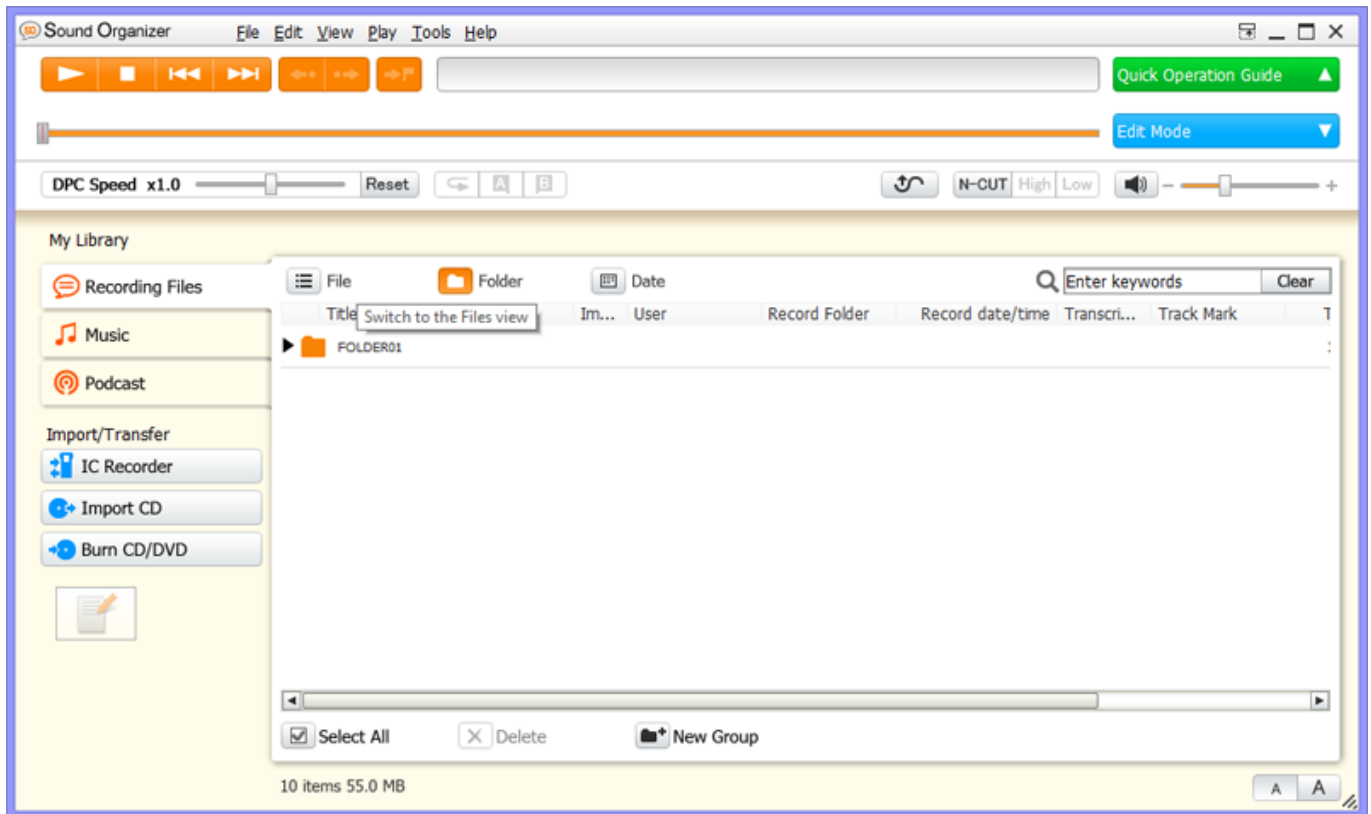 Sound Organizer File Edit View Play Tools Help
Quick Operation Guide
Edit Mode
DPC Speed x1.0 Reset A B N-CUT High Low - +
My Library
Recording Files
Music
Podcast
Import/Transfer
IC Recorder
Import CD
Burn CD/DVD
File Folder Date Enter keywords Clear
Title Im... User Record Folder Record date/time Transcri... Track Mark T
Switch to the Files view
FOLDER01
Select All Delete New Group
10 items 55.0 MB A A